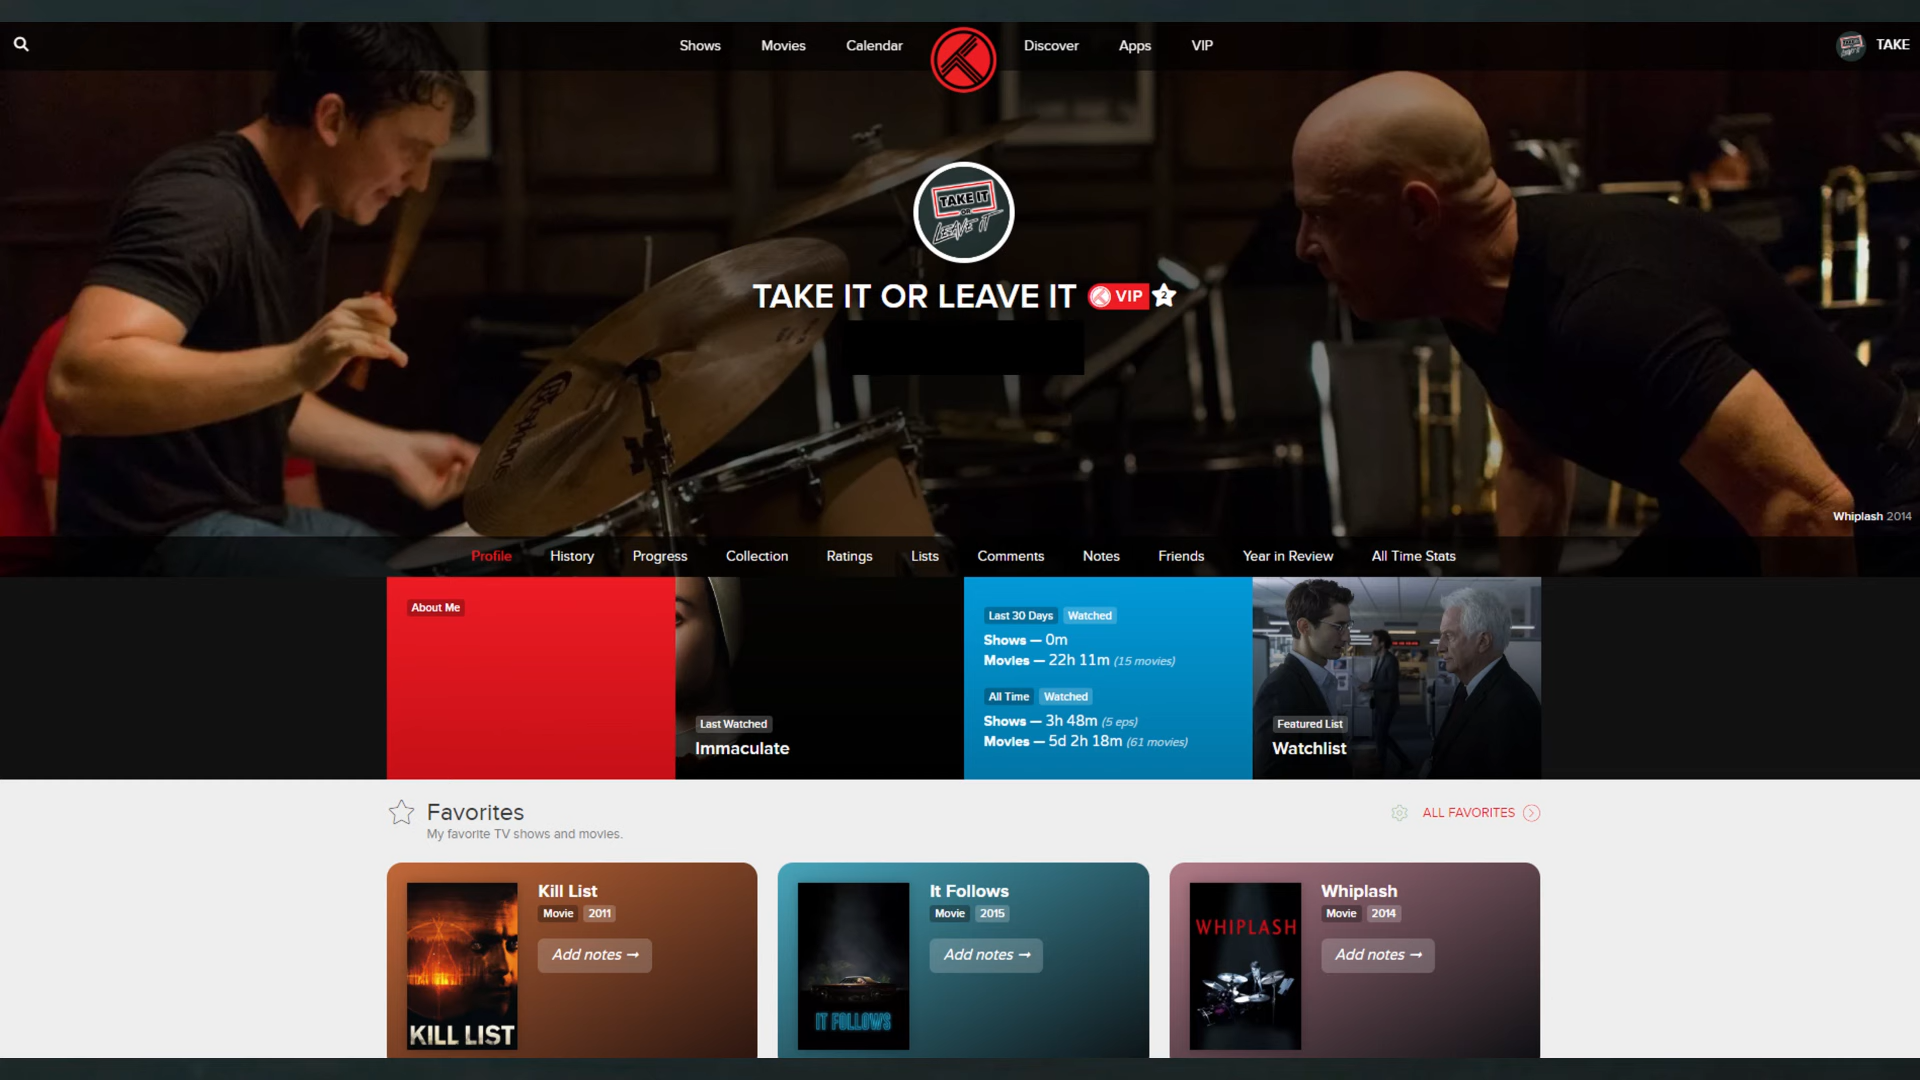 Shows Movies Calendar Discover Apps VIP
TAKE
TAKE IT
OR
LEAVE IT
TAKE IT OR LEAVE IT VIP 2
Whiplash 2014
Profile History Progress Collection Ratings Lists Comments Notes Friends Year in Review All Time Stats
About Me
Last Watched
Immaculate
Last 30 Days Watched
Shows — 0m
Movies — 22h 11m (15 movies)
All Time Watched
Shows — 3h 48m (5 eps)
Movies — 5d 2h 18m (61 movies)
Featured List
Watchlist
Favorites
My favorite TV shows and movies.
ALL FAVORITES
KILL LIST
Kill List
Movie 2011
Add notes →
IT FOLLOWS
It Follows
Movie 2015
Add notes →
WHIPLASH
Whiplash
Movie 2014
Add notes →